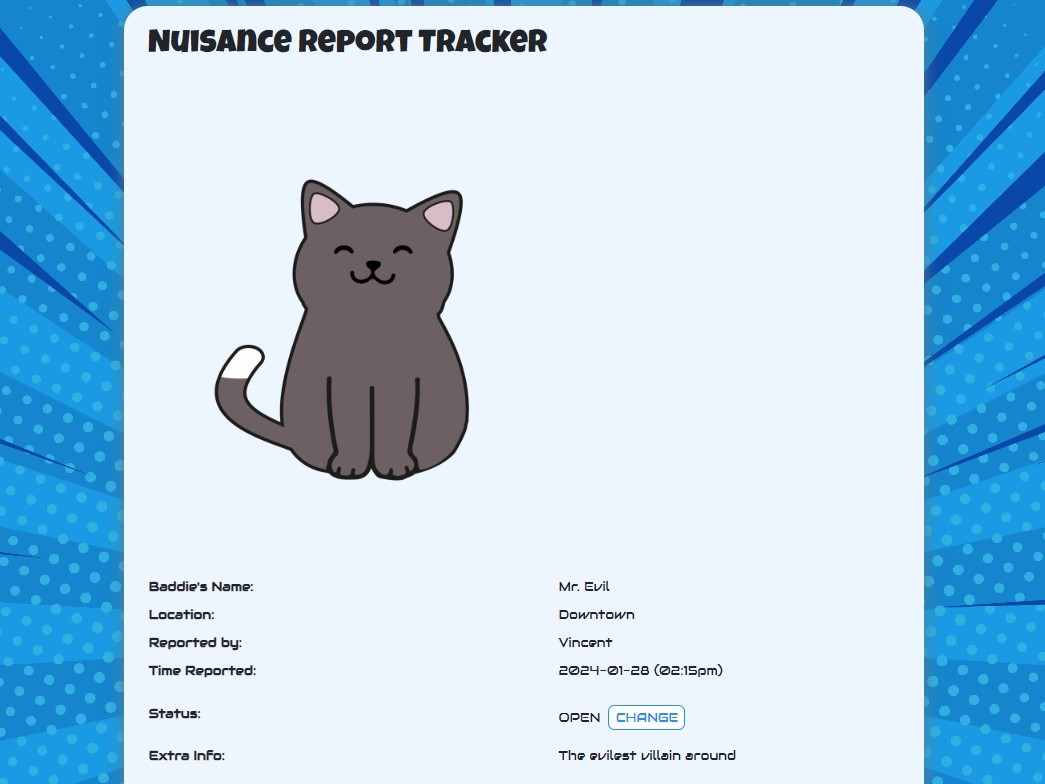 Nuisance Report Tracker
Baddie's Name: Mr. Evil
Location: Downtown
Reported by: Vincent
Time Reported: 2024-01-28 (02:15pm)
Status: OPEN CHANGE
Extra Info: The evilest villain around